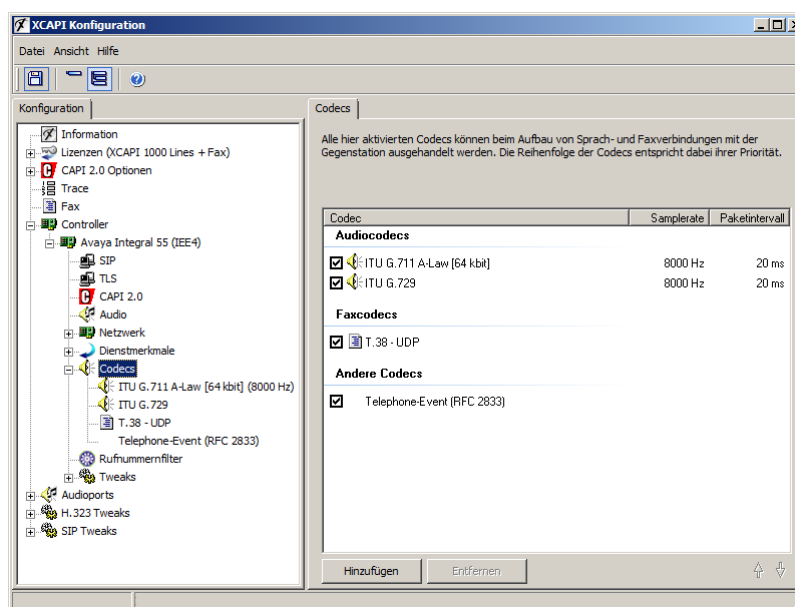 XCAPI Konfiguration
Datei Ansicht Hilfe
Konfiguration
Information
Lizenzen (XCAPI 1000 Lines + Fax)
CAPI 2.0 Optionen
Trace
Fax
Controller
Avaya Integral 55 (IEE4)
SIP
TLS
CAPI 2.0
Audio
Netzwerk
Dienstmerkmale
Codecs
ITU G.711 A-Law [64 kbit] (8000 Hz)
ITU G.729
T.38 - UDP
Telephone-Event (RFC 2833)
Rufnummernfilter
Tweaks
Audioports
H.323 Tweaks
SIP Tweaks
Codecs
Alle hier aktivierten Codecs können beim Aufbau von Sprach- und Faxverbindungen mit der
Gegenstation ausgehandelt werden. Die Reihenfolge der Codecs entspricht dabei ihrer Priorität.
Codec Samplerate Paketintervall
Audiocodecs
ITU G.711 A-Law [64 kbit] 8000 Hz 20 ms
ITU G.729 8000 Hz 20 ms
Faxcodecs
T.38 - UDP
Andere Codecs
Telephone-Event (RFC 2833)
Hinzufügen Entfernen